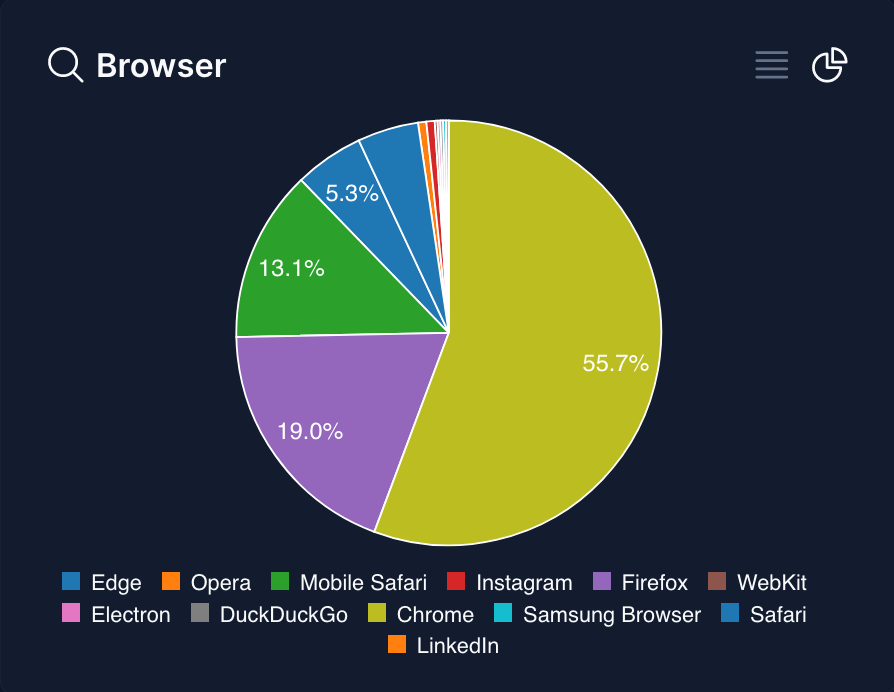 Browser
5.3%
13.1%
55.7%
19.0%
Edge Opera Mobile Safari Instagram Firefox WebKit
Electron DuckDuckGo Chrome Samsung Browser Safari
LinkedIn